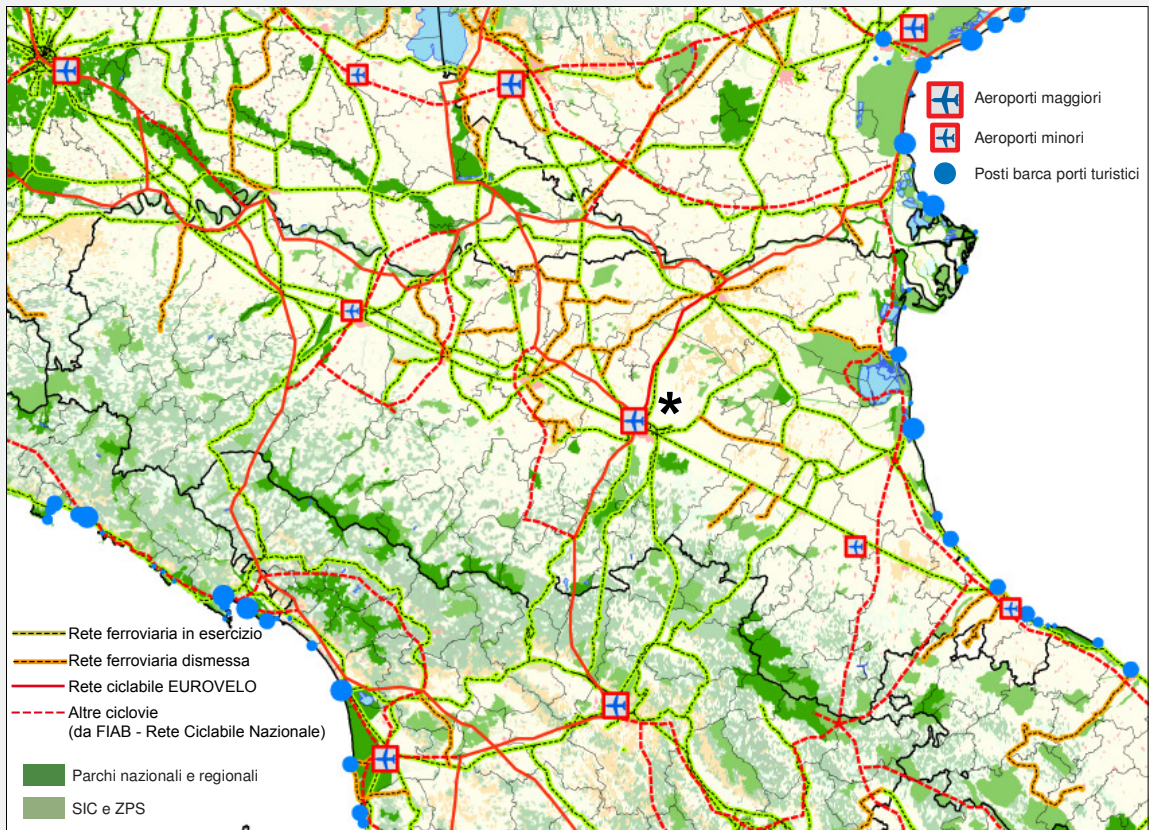 Aeroporti maggiori
Aeroporti minori
Posti barca porti turistici
*
Rete ferroviaria in esercizio
Rete ferroviaria dismessa
Rete ciclabile EUROVELO
Altre ciclovie
(da FIAB - Rete Ciclabile Nazionale)
Parchi nazionali e regionali
SIC e ZPS